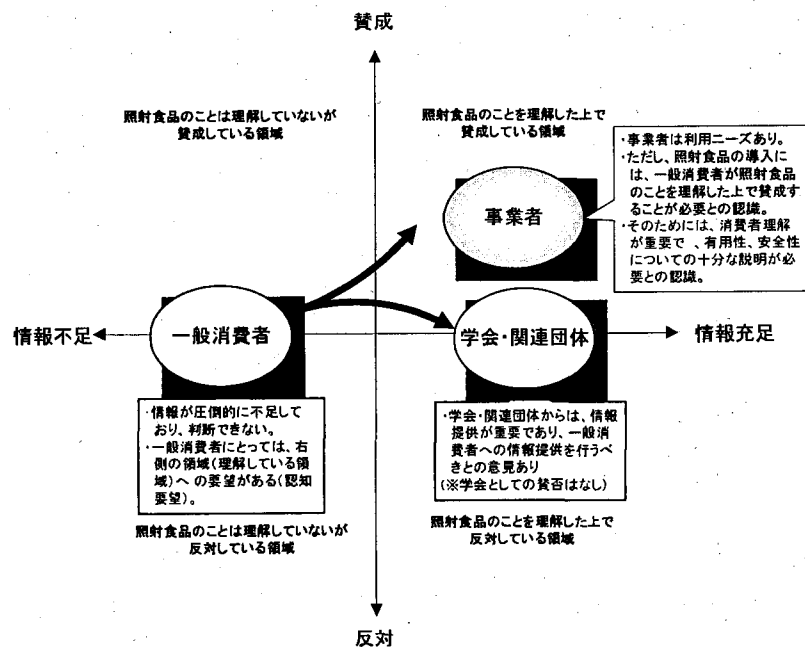 賛成
照射食品のことは理解していないが
賛成している領域
照射食品のことを理解した上で
賛成している領域
・事業者は利用ニーズあり。
・ただし、照射食品の導入に
は、一般消費者が照射食品
のことを理解した上で賛成す
ることが必要との認識。
・そのためには、消費者理解
が重要で 、有用性、安全性
についての十分な説明が必
要との認識。
事業者
情報不足
一般消費者
学会・関連団体
情報充足
・情報が圧倒的に不足して
おり、判断できない。
・一般消費者にとっては、右
側の領域(理解している領
域)へ の要望がある(認知
要望)。
・学会・関連団体からは、情報
提供が重要であり、一般消
費者への情報提供を行うべ
きとの意見あり
(※学会としての賛否はなし)
照射食品のことは理解していないが
反対している領域
照射食品のことを理解した上で
反対している領域
反対